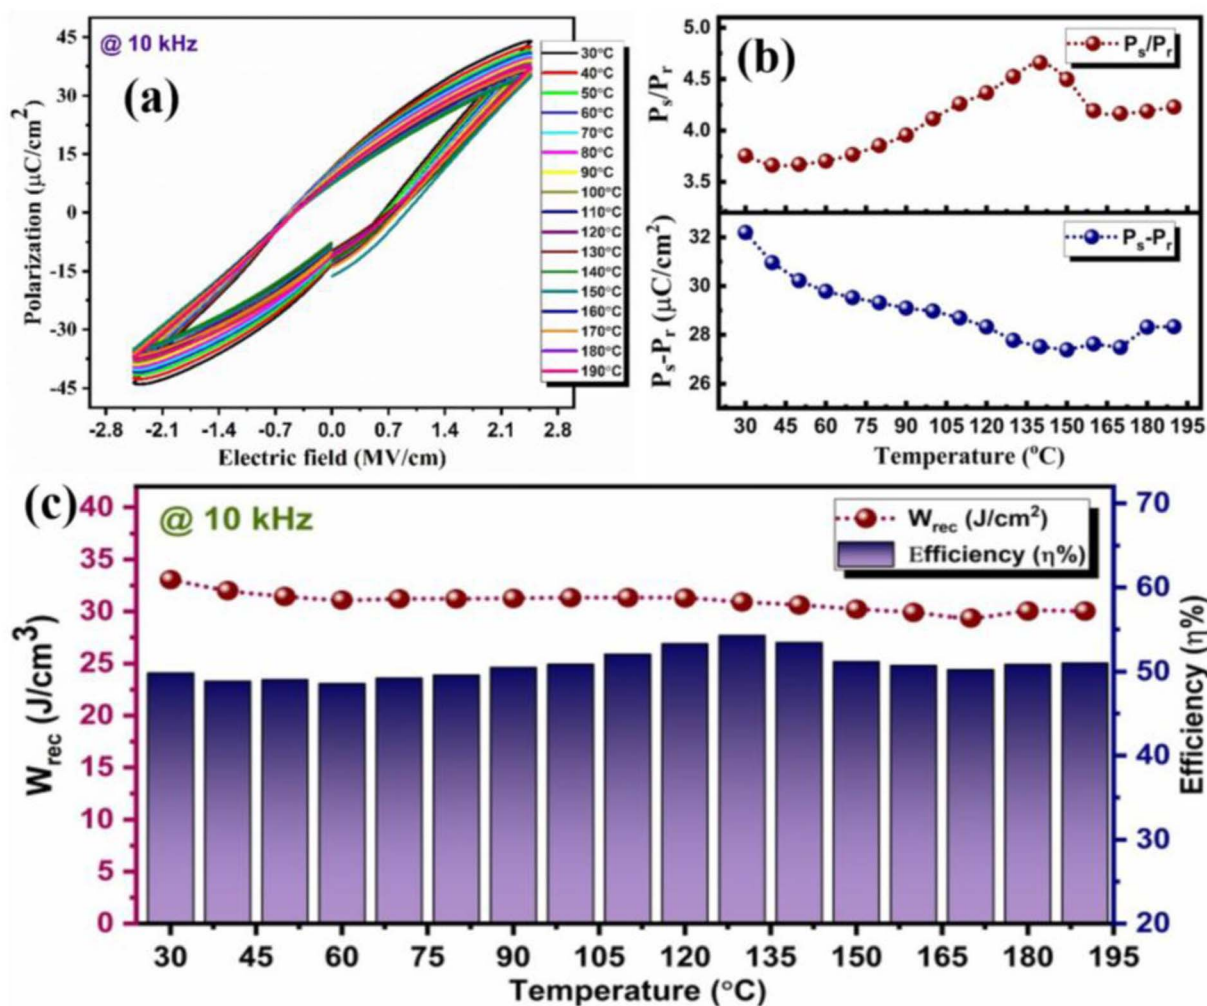 @ 10 kHz
(a)
30°C
40°C
50°C
60°C
70°C
80°C
90°C
100°C
110°C
120°C
130°C
140°C
150°C
160°C
170°C
180°C
190°C
45
30
15
0
-15
-30
-45
Polarization (μC/cm²)
-2.8 -2.1 -1.4 -0.7 0.0 0.7 1.4 2.1 2.8
Electric field (MV/cm)
(b)
Ps/Pr
5.0
4.5
4.0
3.5
Ps/Pr
Ps-Pr
32
30
28
26
Ps-Pr (μC/cm²)
30 45 60 75 90 105 120 135 150 165 180 195
Temperature (°C)
(c)
@ 10 kHz
Wrec (J/cm²)
Efficiency (η%)
40
35
30
25
20
15
10
5
0
Wrec (J/cm³)
70
60
50
40
30
20
Efficiency (η%)
30 45 60 75 90 105 120 135 150 165 180 195
Temperature (°C)